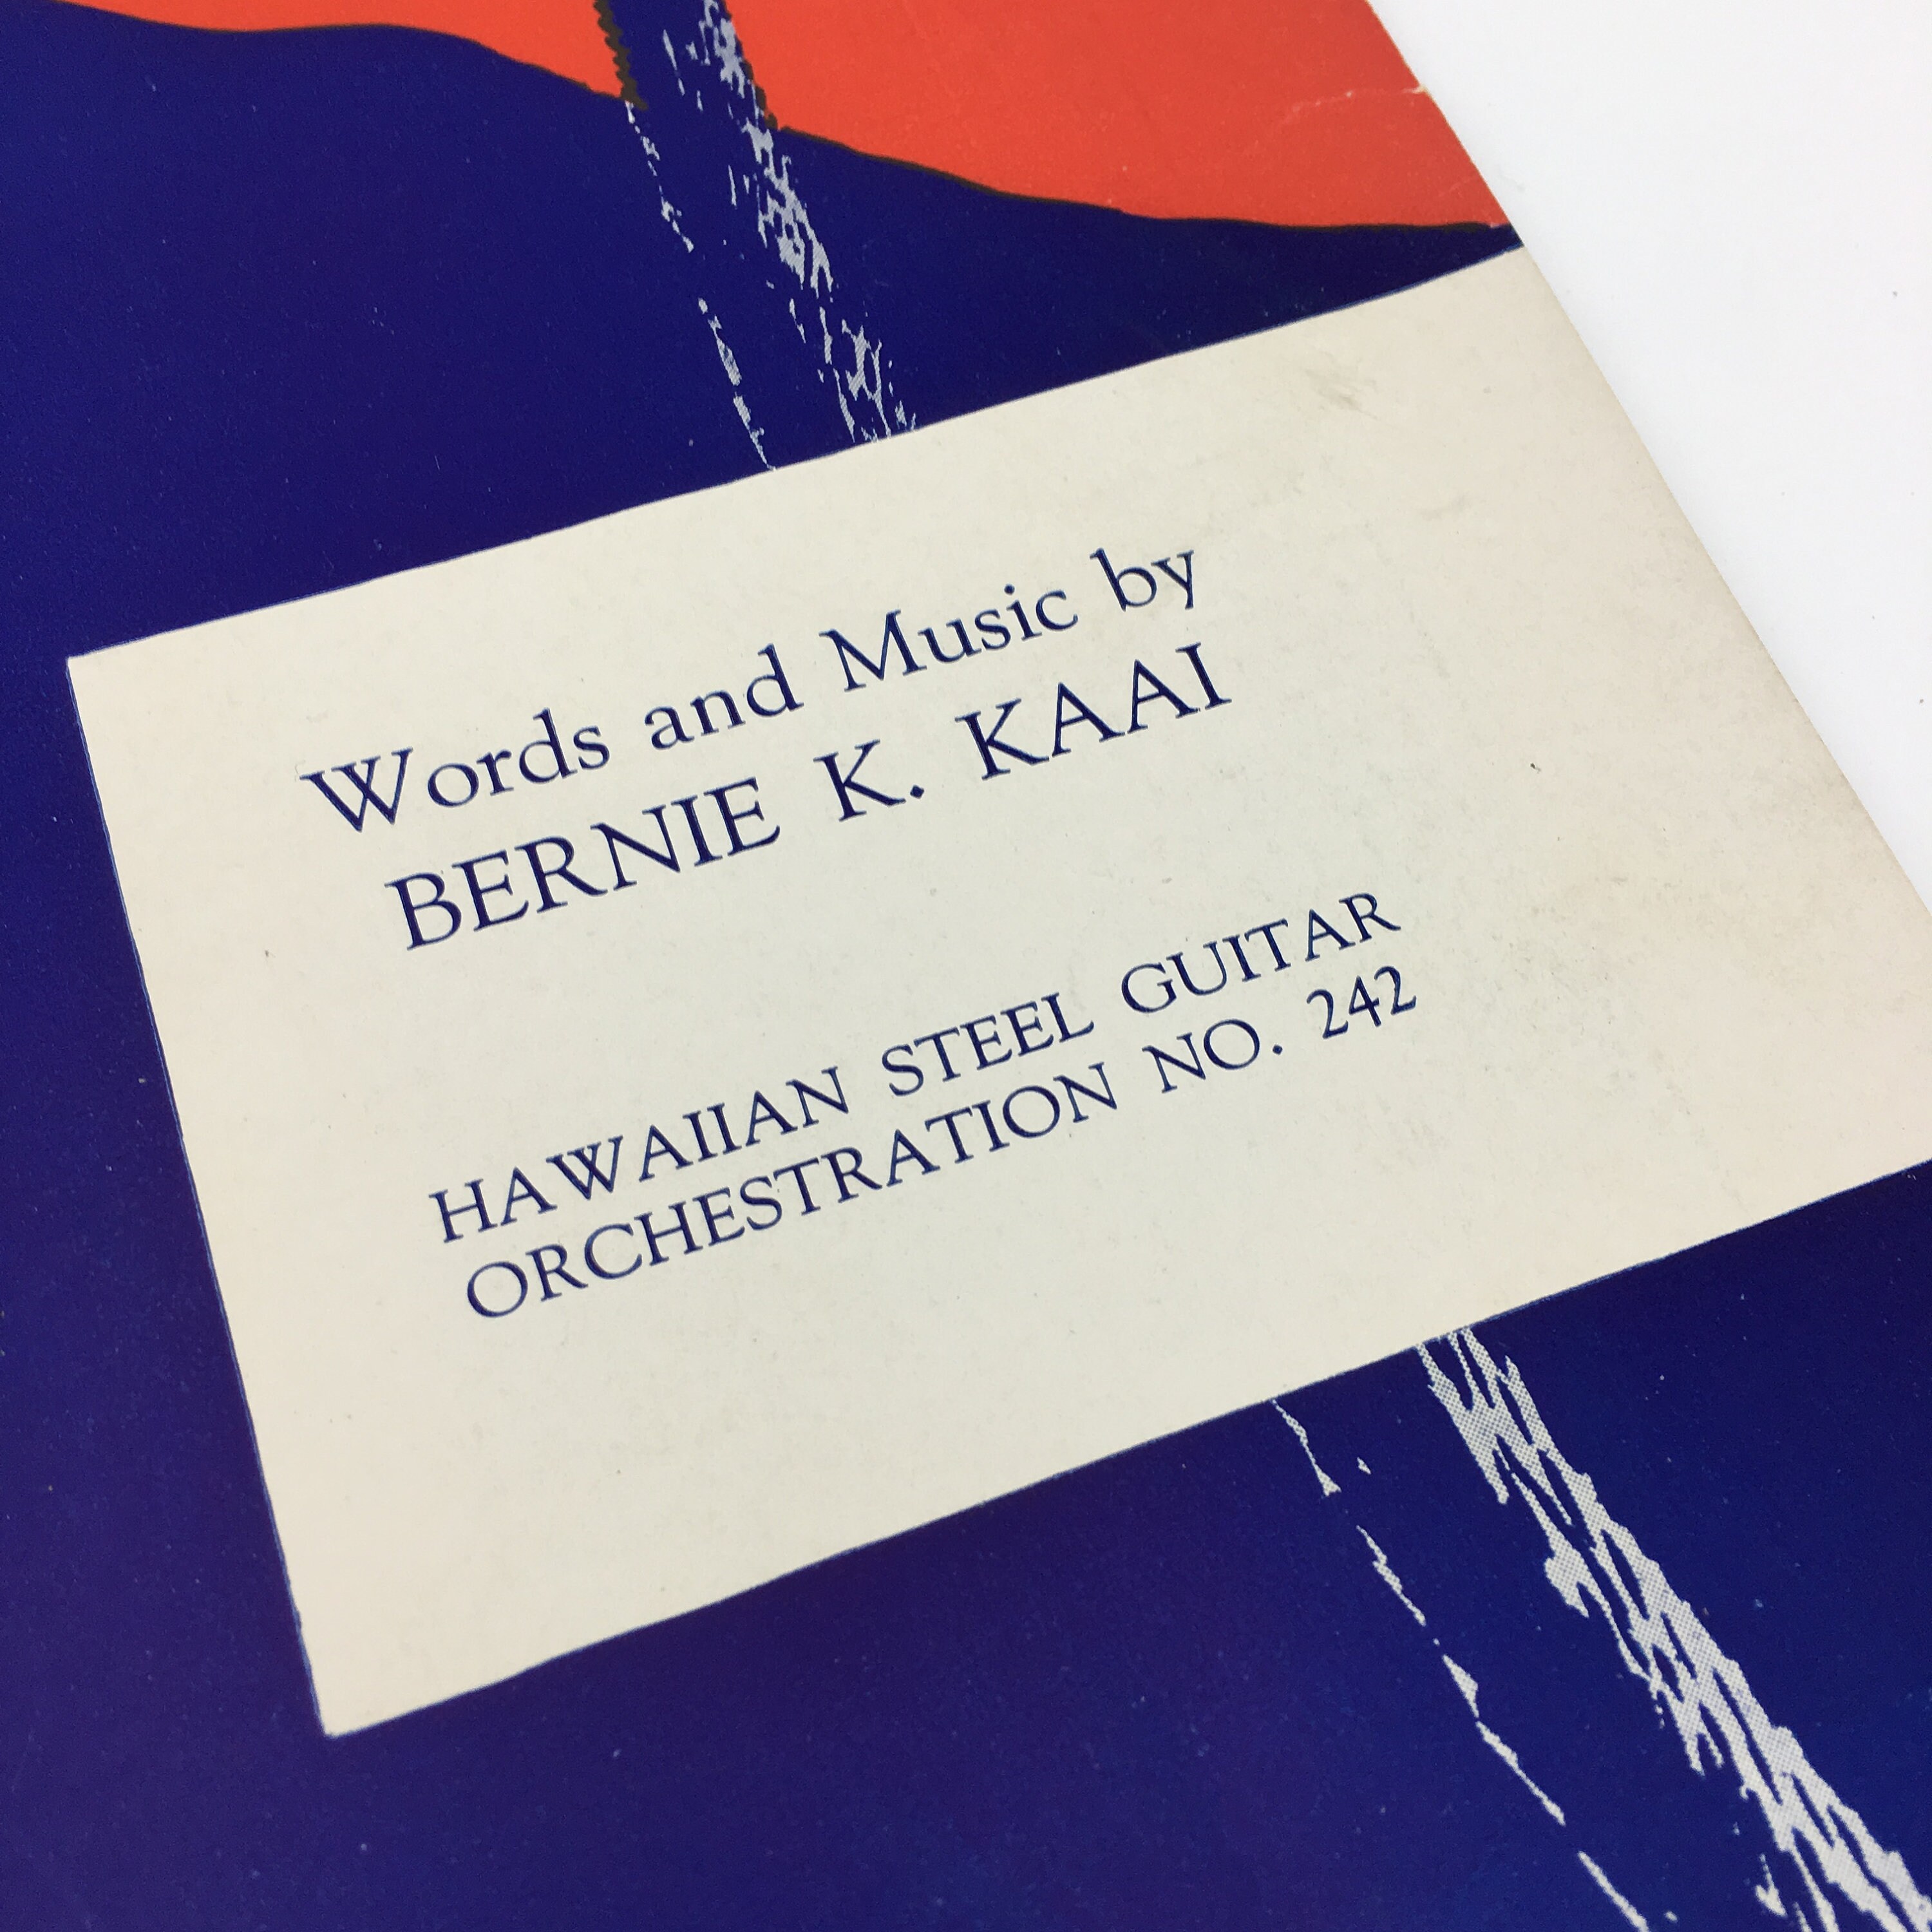 Words and Music by
BERNIE K. KAAI
HAWAIIAN STEEL GUITAR
ORCHESTRATION NO. 242